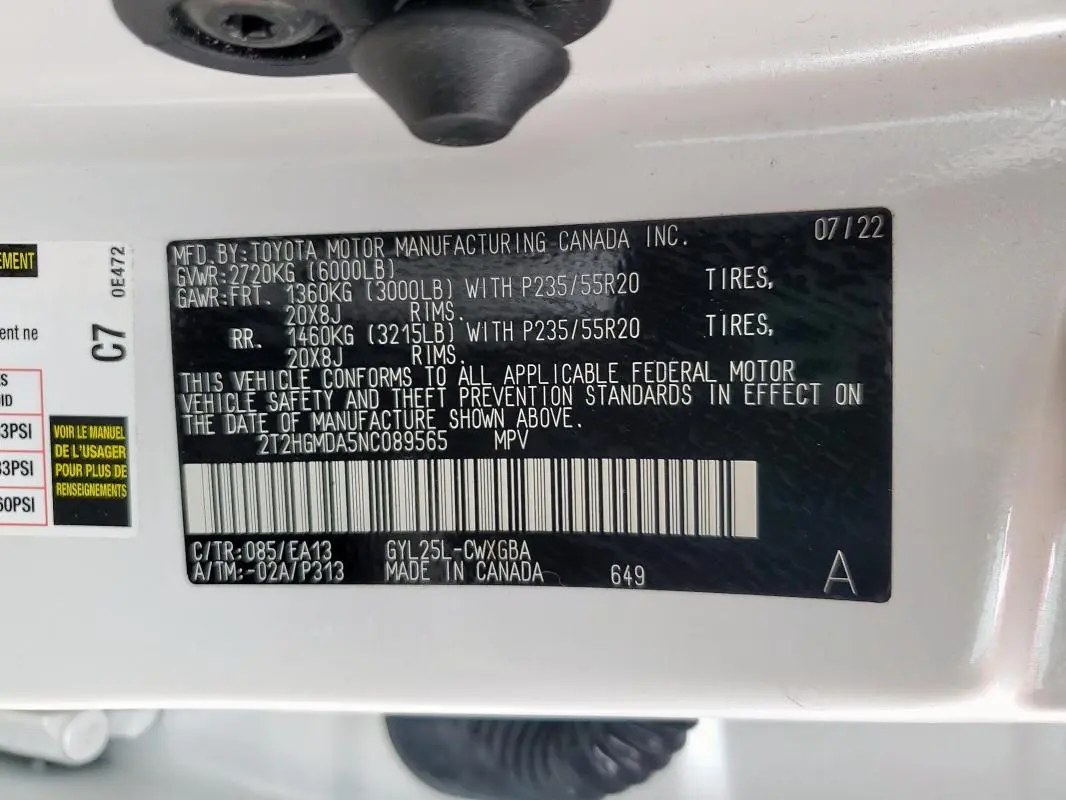 MFD. BY: TOYOTA MOTOR MANUFACTURING CANADA INC. 07/22
GVWR: 2720KG (6000LB)
GAWR: FRT. 1360KG (3000LB) WITH P235/55R20 TIRES,
20X8J RIMS.
RR. 1460KG (3215LB) WITH P235/55R20 TIRES,
20X8J RIMS.
THIS VEHICLE CONFORMS TO ALL APPLICABLE FEDERAL MOTOR
VEHICLE SAFETY AND THEFT PREVENTION STANDARDS IN EFFECT ON
THE DATE OF MANUFACTURE SHOWN ABOVE.
2T2HGMDA5NC089565 MPV
C/TR: 085/EA13 GYL25L-CWXGBA
A/TM: -02A/P313 MADE IN CANADA 649 A
0E472
C7
ent ne
3PSI
33PSI
60PSI
VOIR LE MANUEL
DE L'USAGER
POUR PLUS DE
RENSEIGNEMENTS